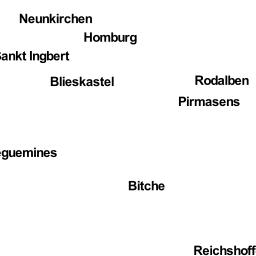 Neunkirchen
Homburg
ankt Ingbert
Blieskastel
Rodalben
Pirmasens
eguemines
Bitche
Reichshoff